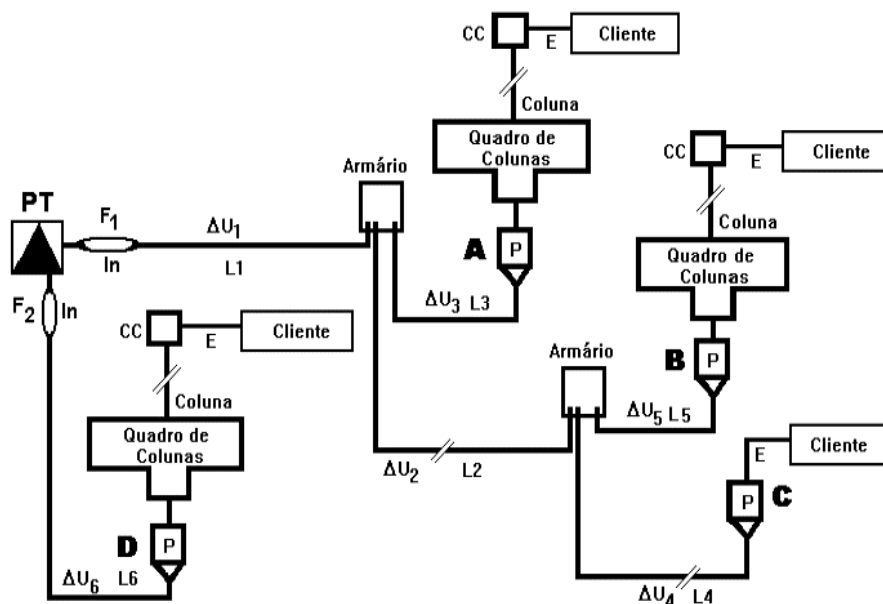 CC
E
Cliente
Coluna
Quadro de
Colunas
Armário
PT
F1
In
ΔU1
L1
A
P
ΔU3 L3
CC
E
Cliente
Coluna
Quadro de
Colunas
B
P
F2
In
CC
E
Cliente
Coluna
Quadro de
Colunas
D
P
ΔU6 L6
Armário
ΔU2
L2
ΔU5 L5
E
Cliente
P
C
ΔU4
L4